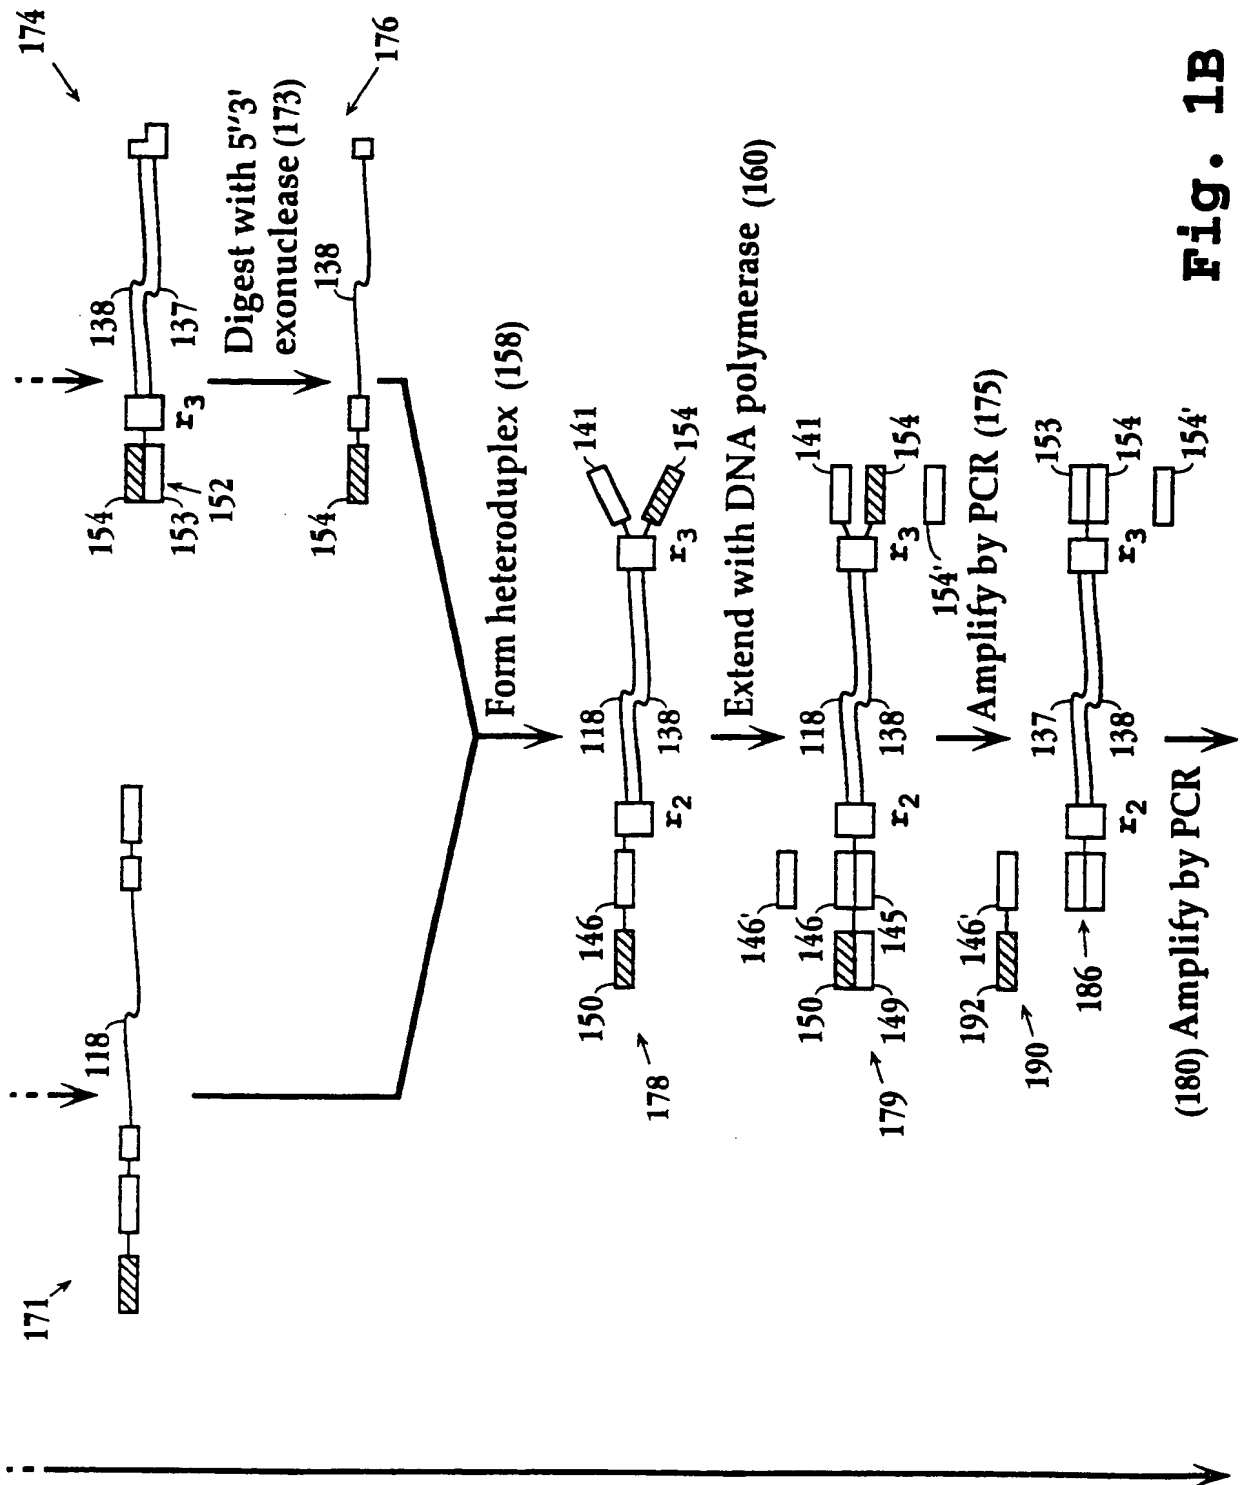 174
138
137
154
r3
153
152
Digest with 5"3'
exonuclease (173)
176
138
154
171
118
Form heteroduplex (158)
141
154
118
138
r3
r2
146
150
178
Extend with DNA polymerase (160)
141
154
118
138
r3
154'
r2
146'
146
145
150
149
179
Amplify by PCR (175)
153
154
154'
137
138
r3
r2
192
146'
190
186
(180) Amplify by PCR
Fig. 1B